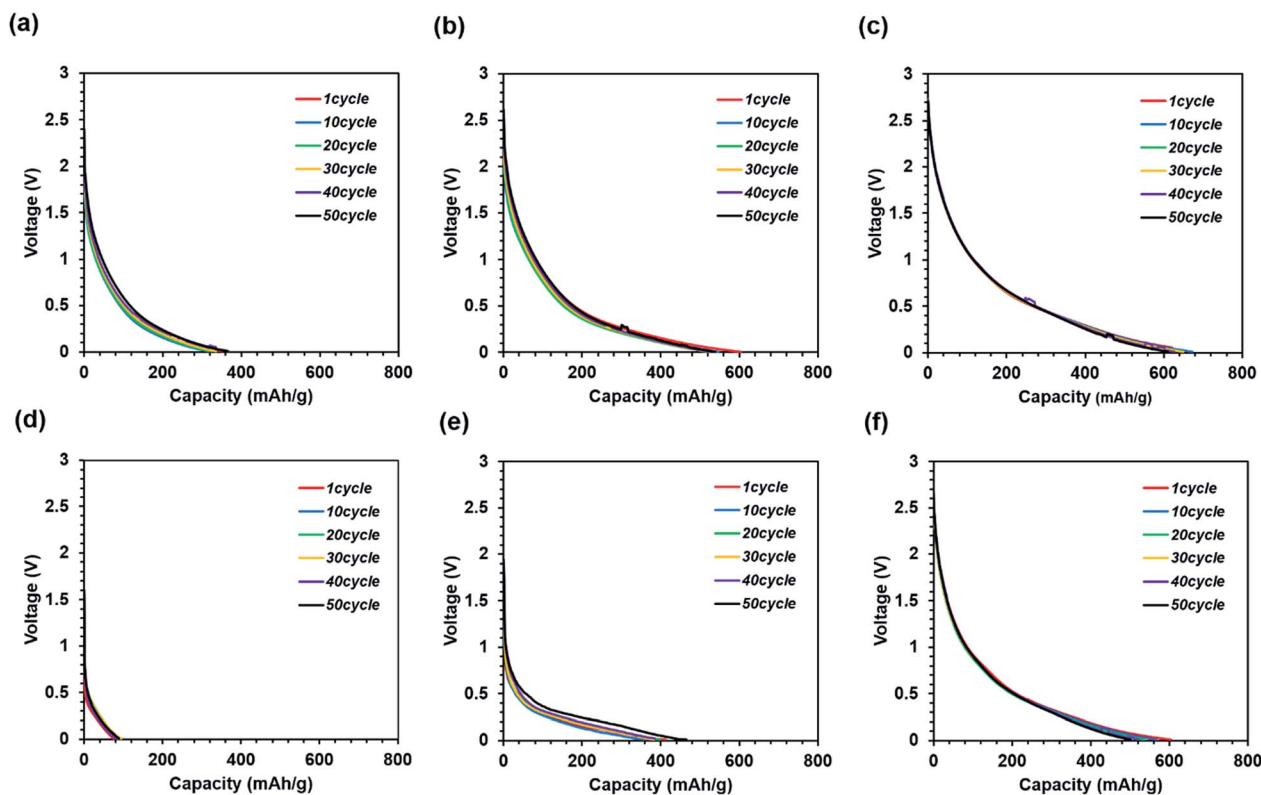 (a)
3
2.5
2
1.5
1
0.5
0
0 200 400 600 800
Voltage (V)
Capacity (mAh/g)
1cycle
10cycle
20cycle
30cycle
40cycle
50cycle
(b)
3
2.5
2
1.5
1
0.5
0
0 200 400 600 800
Voltage (V)
Capacity (mAh/g)
1cycle
10cycle
20cycle
30cycle
40cycle
50cycle
(c)
3
2.5
2
1.5
1
0.5
0
0 200 400 600 800
Voltage (V)
Capacity (mAh/g)
1cycle
10cycle
20cycle
30cycle
40cycle
50cycle
(d)
3
2.5
2
1.5
1
0.5
0
0 200 400 600 800
Voltage (V)
Capacity (mAh/g)
1cycle
10cycle
20cycle
30cycle
40cycle
50cycle
(e)
3
2.5
2
1.5
1
0.5
0
0 200 400 600 800
Voltage (V)
Capacity (mAh/g)
1cycle
10cycle
20cycle
30cycle
40cycle
50cycle
(f)
3
2.5
2
1.5
1
0.5
0
0 200 400 600 800
Voltage (V)
Capacity (mAh/g)
1cycle
10cycle
20cycle
30cycle
40cycle
50cycle